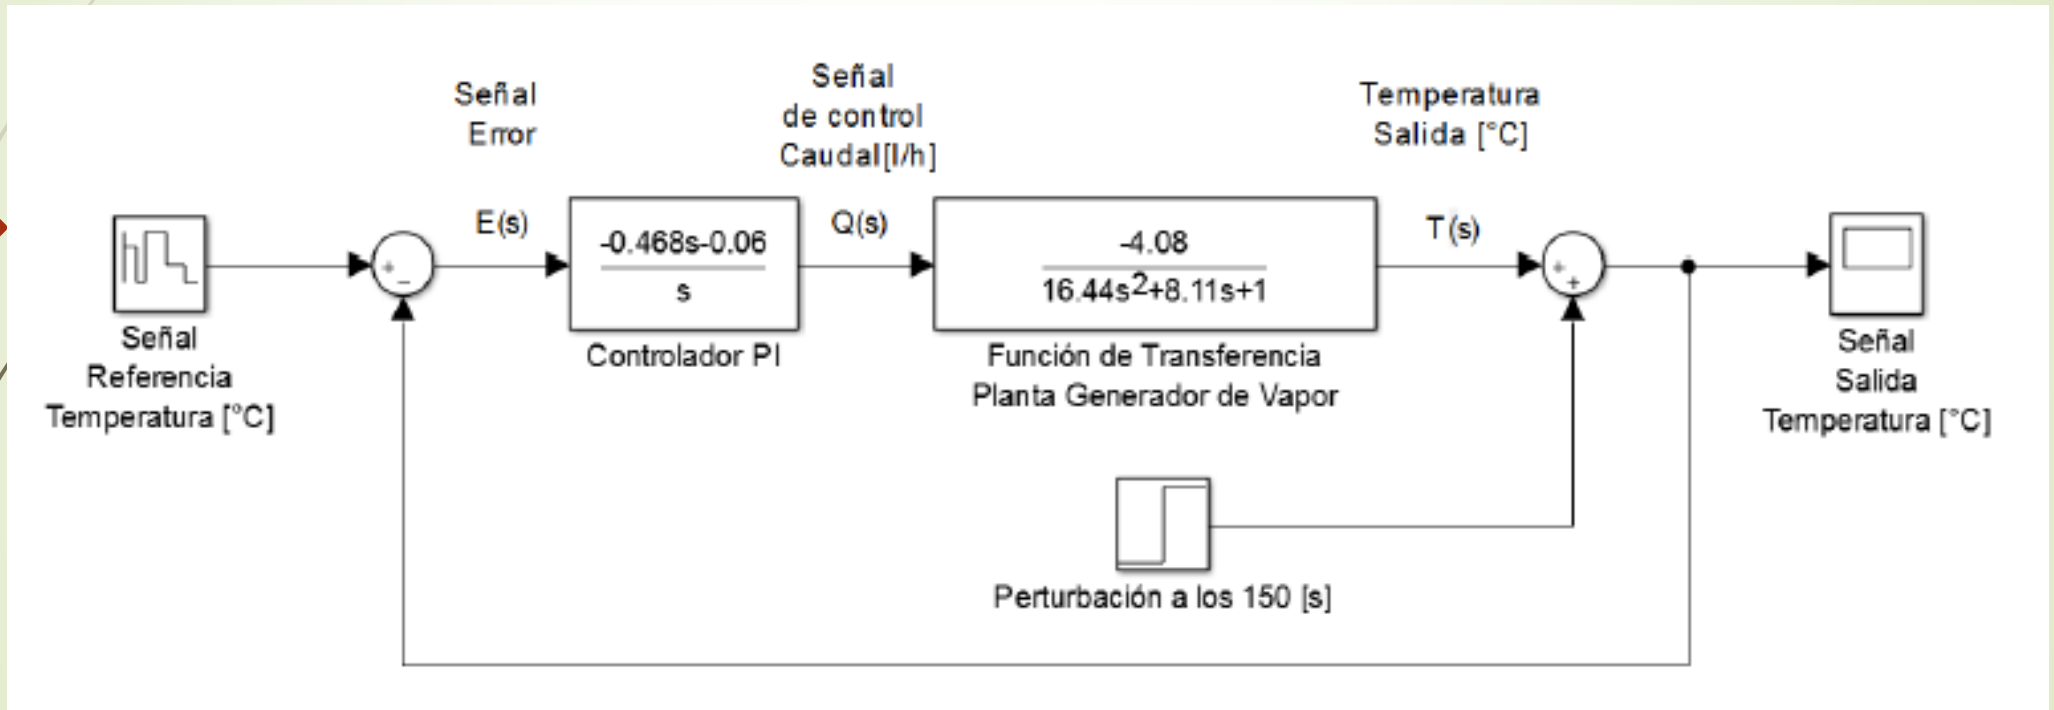 Señal
Error
Señal
de control
Caudal[l/h]
Temperatura
Salida [°C]
E(s)
Q(s)
T(s)
+
−
-0.468s-0.06
s
-4.08
16.44s2+8.11s+1
+
+
Señal
Referencia
Temperatura [°C]
Controlador PI
Función de Transferencia
Planta Generador de Vapor
Señal
Salida
Temperatura [°C]
Perturbación a los 150 [s]